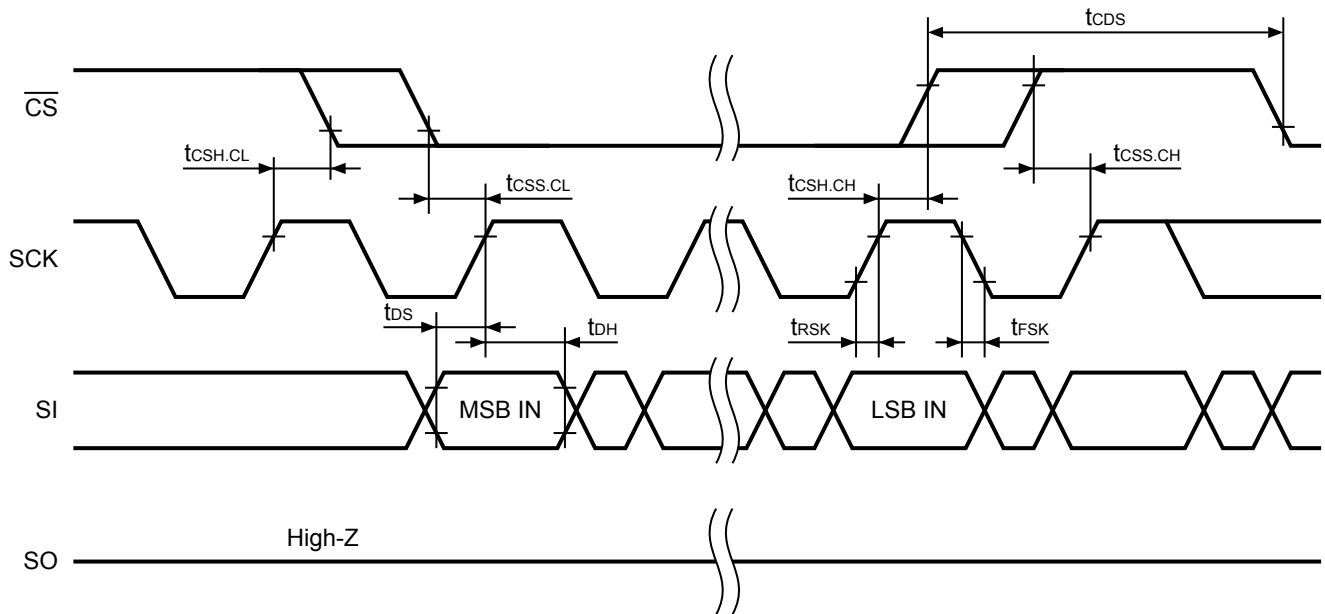 tCDS
CS
tCSH.CL
tCSS.CL
tCSH.CH
tCSS.CH
SCK
tDS
tDH
tRSK
tFSK
SI
MSB IN
LSB IN
High-Z
SO